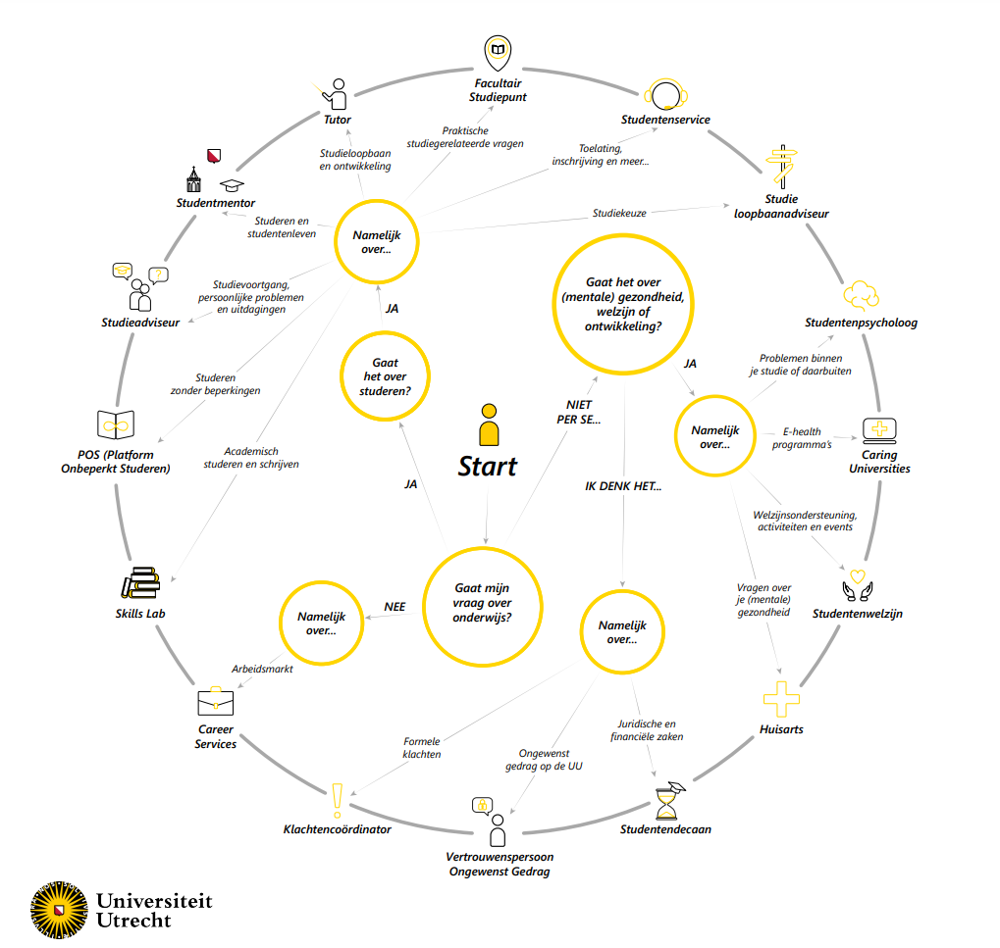 Facultair
Studiepunt
Tutor
Studentenservice
Praktische
studiegerelateerde vragen
Studieloopbaan
en ontwikkeling
Toelating,
inschrijving en meer...
Studentmentor
Studie
loopbaanadviseur
Studeren en
studentenleven
Namelijk
over...
Studiekeuze
Studievoortgang,
persoonlijke problemen
en uitdagingen
Gaat het over
(mentale) gezondheid,
welzijn of
ontwikkeling?
Studieadviseur
JA
Studentenpsycholoog
Gaat
het over
studeren?
JA
Problemen binnen
je studie of daarbuiten
Studeren
zonder beperkingen
NIET
PER SE...
POS (Platform
Onbeperkt Studeren)
Academisch
studeren en schrijven
Start
Namelijk
over...
E-health
programma's
Caring
Universities
JA
IK DENK HET...
Welzijnsondersteuning,
activiteiten en events
Skills Lab
Namelijk
over...
NEE
Gaat mijn
vraag over
onderwijs?
Namelijk
over...
Vragen over
je (mentale)
gezondheid
Studentenwelzijn
Arbeidsmarkt
Career
Services
Formele
klachten
Ongewenst
gedrag op de UU
Juridische en
financiële zaken
Huisarts
Klachtencoördinator
Vertrouwenspersoon
Ongewenst Gedrag
Studentendecaan
Universiteit
Utrecht